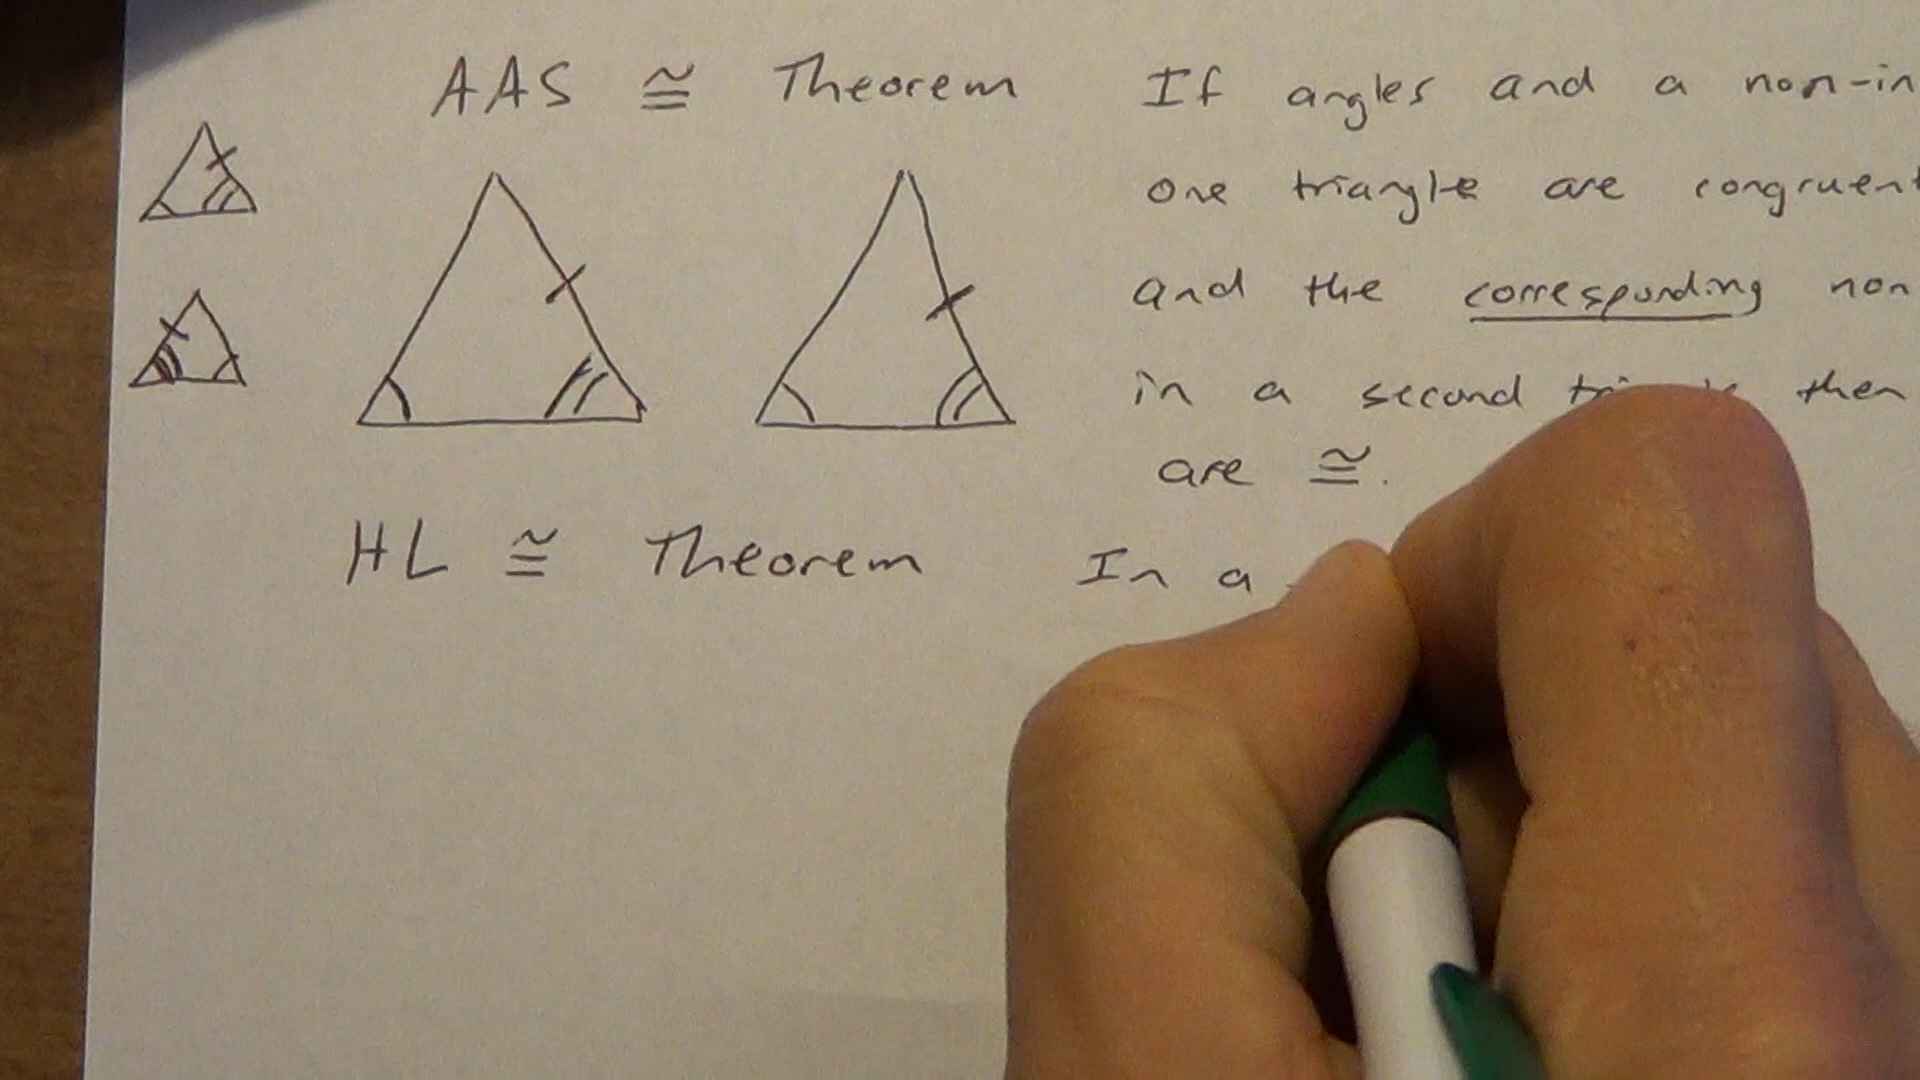 AAS ≅ Theorem If angles and a non-in
one triangle are congruent
and the corresponding non
in a second then
are ≅.
HL ≅ Theorem In a